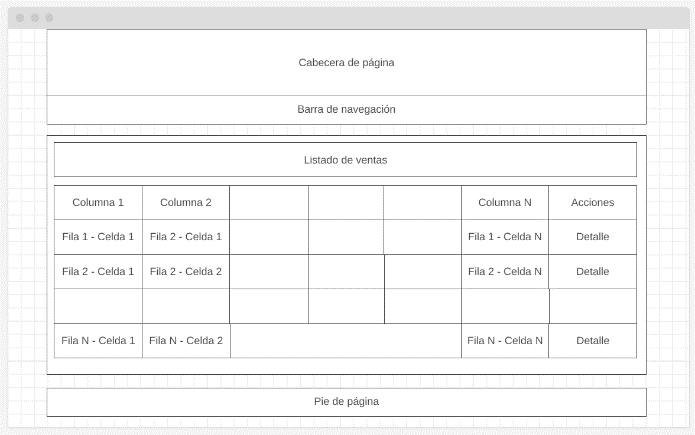 Cabecera de página
Barra de navegación
Listado de ventas
Columna 1 Columna 2 Columna N Acciones
Fila 1 - Celda 1 Fila 2 - Celda 1 Fila 1 - Celda N Detalle
Fila 2 - Celda 1 Fila 2 - Celda 2 Fila 2 - Celda N Detalle
Fila N - Celda 1 Fila N - Celda 2 Fila N - Celda N Detalle
Pie de página